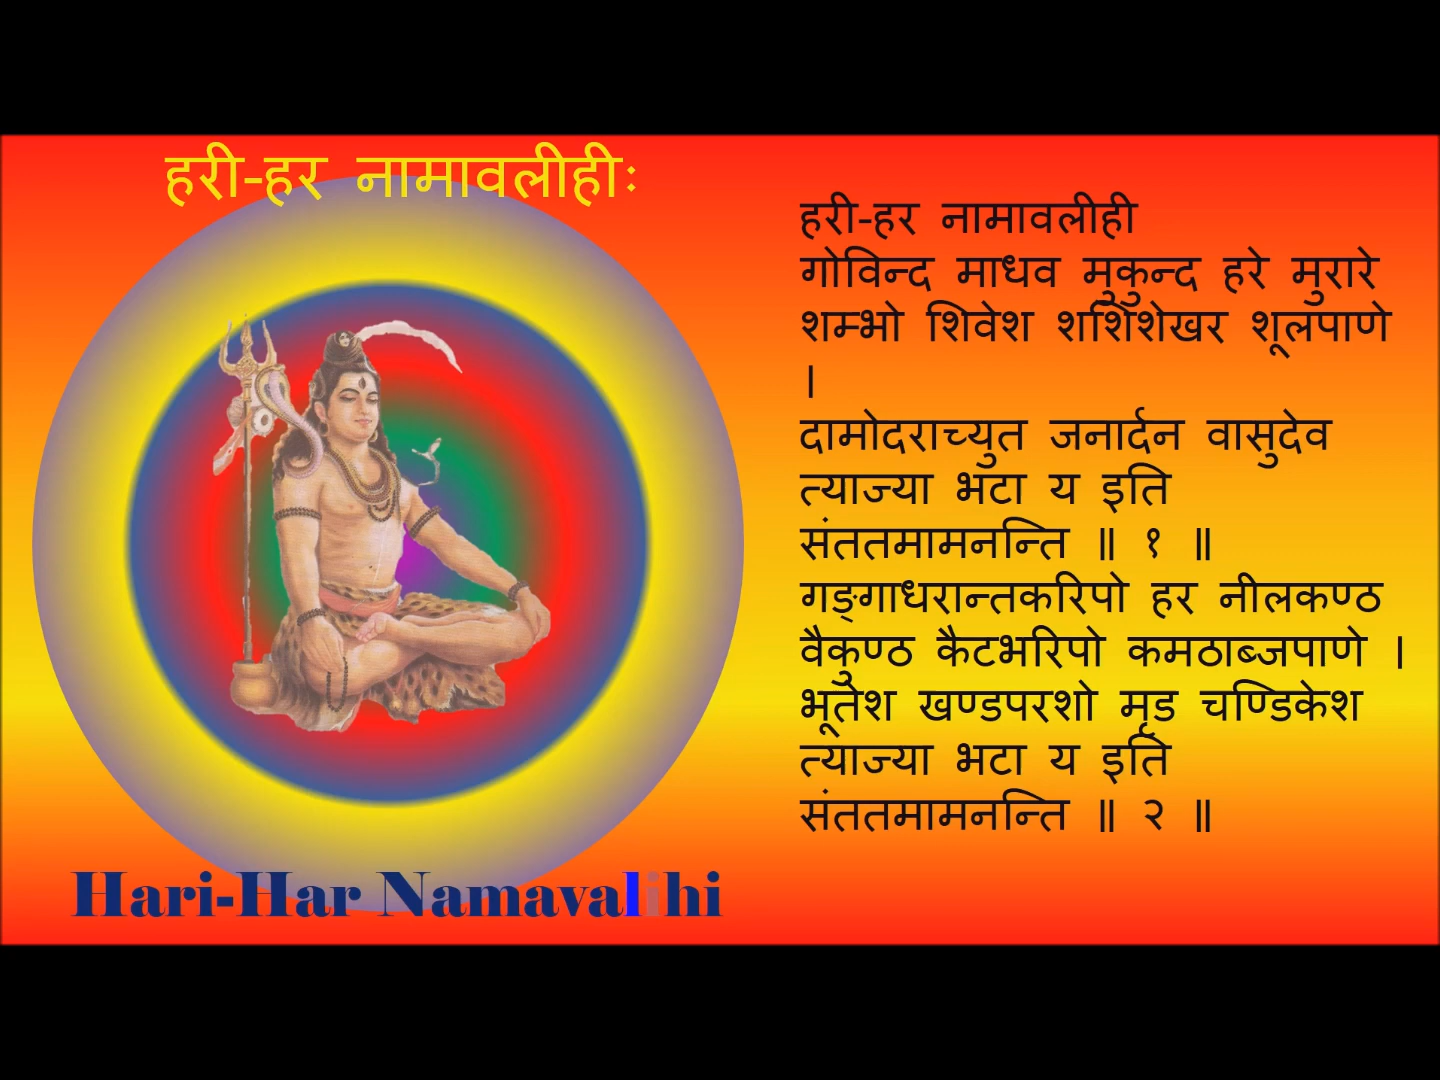 हरी-हर नामावलीहीः
हरी-हर नामावलीही
गोविन्द माधव मुकुन्द हरे मुरारे
शम्भो शिवेश शशिशेखर शूलपाणे
।
दामोदराच्युत जनार्दन वासुदेव
त्याज्या भटा य इति
संततमामनन्ति ॥ १ ॥
गङ्गाधरान्तकरिपो हर नीलकण्ठ
वैकुण्ठ कैटभरिपो कमठाब्जपाणे ।
भूतेश खण्डपरशो मृड चण्डिकेश
त्याज्या भटा य इति
संततमामनन्ति ॥ २ ॥
Hari-Har Namavalihi